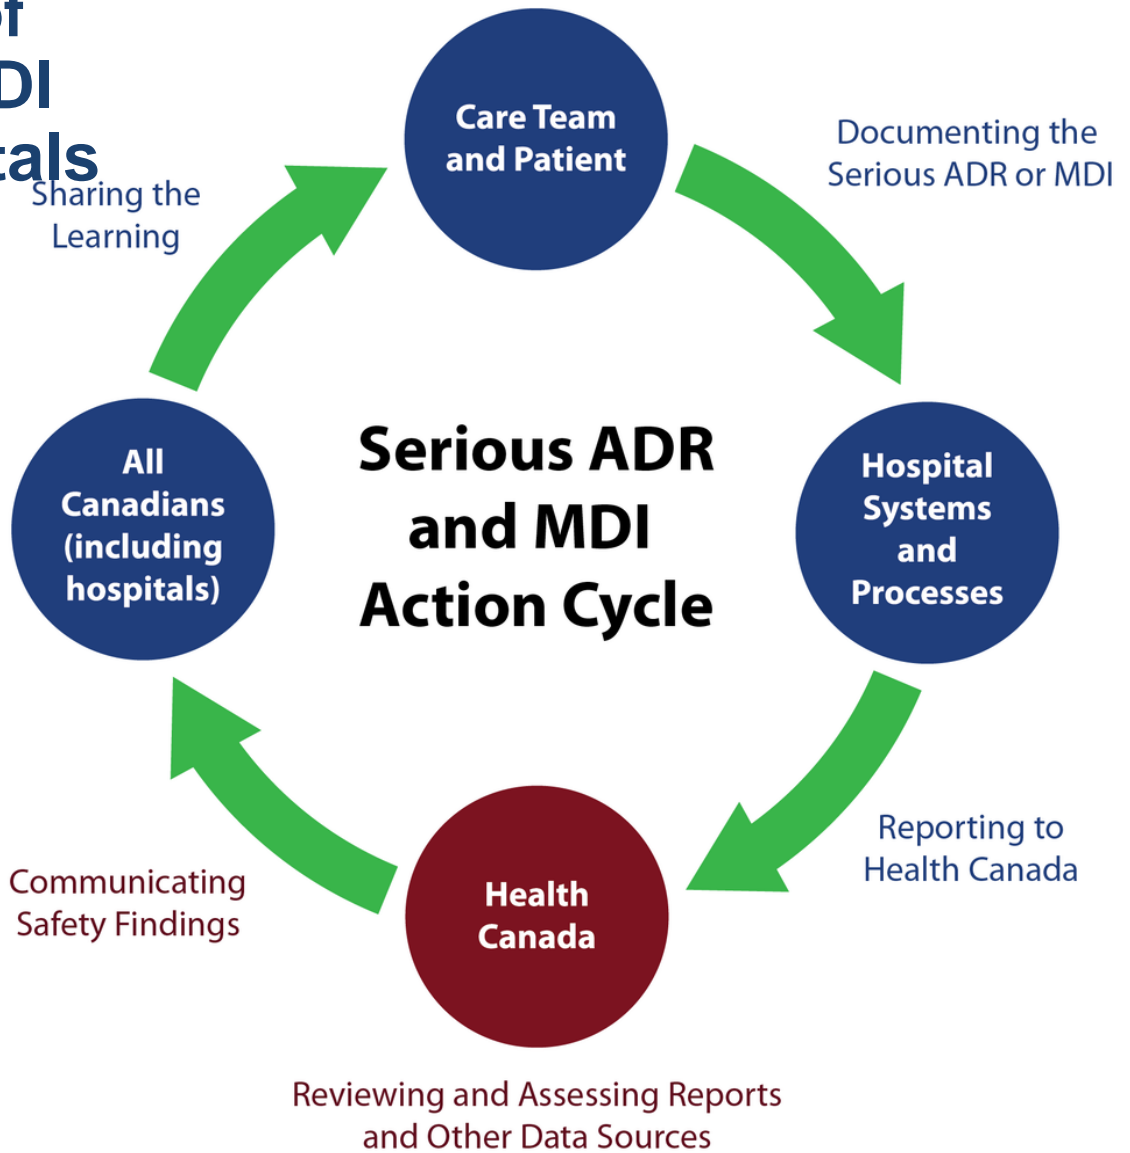 of
DI
tals
Care Team
and Patient
Documenting the
Serious ADR or MDI
Sharing the
Learning
All
Canadians
(including
hospitals)
Serious ADR
and MDI
Action Cycle
Hospital
Systems
and
Processes
Reporting to
Health Canada
Health
Canada
Communicating
Safety Findings
Reviewing and Assessing Reports
and Other Data Sources